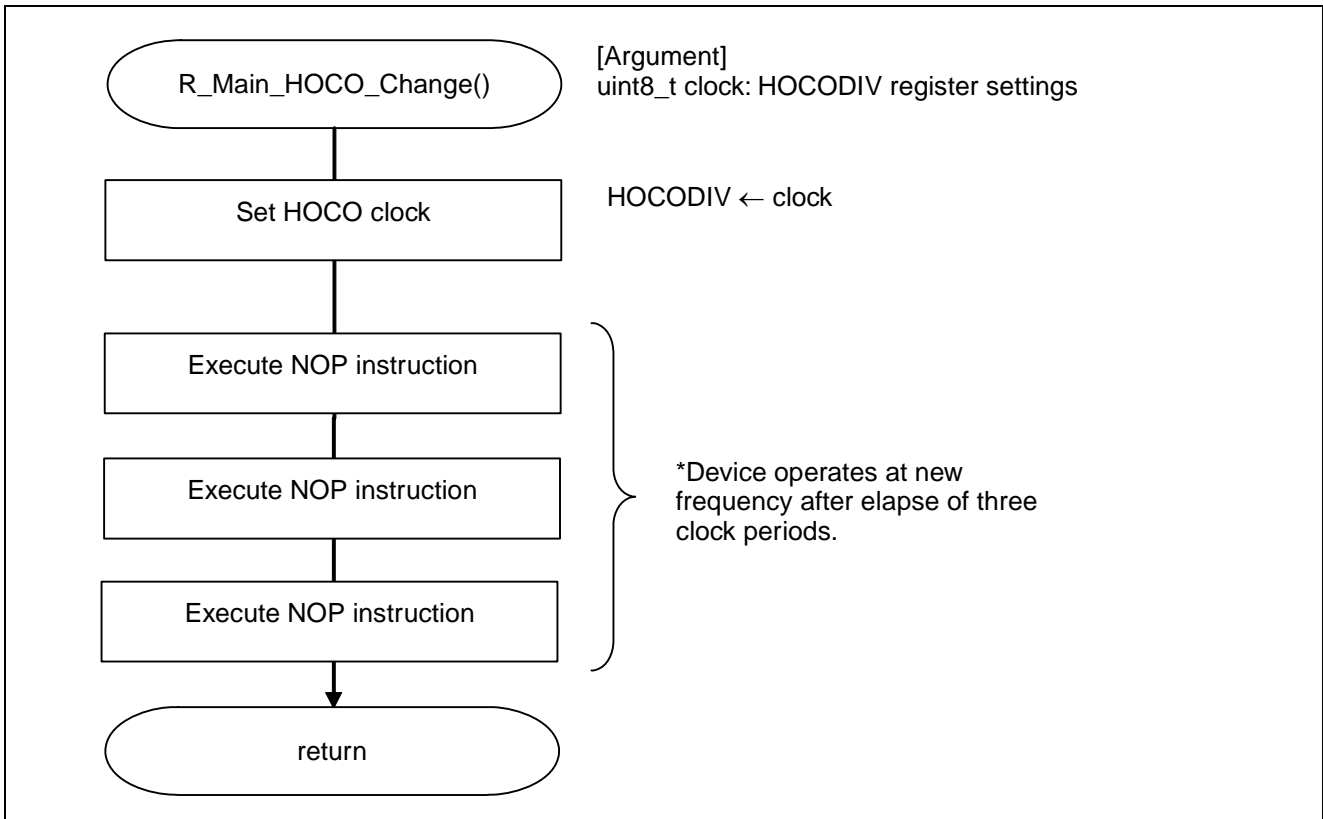 R_Main_HOCO_Change()
[Argument]
uint8_t clock: HOCODIV register settings
Set HOCO clock
HOCODIV ← clock
Execute NOP instruction
Execute NOP instruction
Execute NOP instruction
*Device operates at new
frequency after elapse of three
clock periods.
return